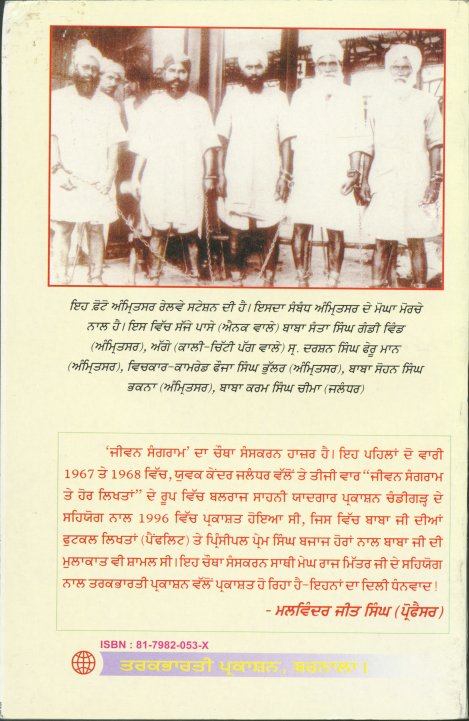 ਇਹ ਫ਼ੋਟੋ ਅੰਮ੍ਰਿਤਸਰ ਰੇਲਵੇ ਸਟੇਸ਼ਨ ਦੀ ਹੈ। ਇਸਦਾ ਸੰਬੰਧ ਅੰਮ੍ਰਿਤਸਰ ਦੇ ਮੋਘਾ ਮੋਰਚੇ
ਨਾਲ ਹੈ। ਇਸ ਵਿੱਚ ਸੱਜੇ ਪਾਸੇ (ਐਨਕ ਵਾਲੇ) ਬਾਬਾ ਸੰਤਾ ਸਿੰਘ ਗੰਡੀ ਵਿੰਡ
(ਅੰਮ੍ਰਿਤਸਰ), ਅੱਗੇ (ਕਾਲੀ-ਚਿੱਟੀ ਪੱਗ ਵਾਲੇ) ਸ੍ਰ. ਦਰਸ਼ਨ ਸਿੰਘ ਫੇਰੂ ਮਾਨ
(ਅੰਮ੍ਰਿਤਸਰ), ਵਿਚਕਾਰ-ਕਾਮਰੇਡ ਫੌਜਾ ਸਿੰਘ ਭੁੱਲਰ (ਅੰਮ੍ਰਿਤਸਰ), ਬਾਬਾ ਸੋਹਨ ਸਿੰਘ
ਭਕਨਾ (ਅੰਮ੍ਰਿਤਸਰ), ਬਾਬਾ ਕਰਮ ਸਿੰਘ ਚੀਮਾ (ਜਲੰਧਰ)
'ਜੀਵਨ ਸੰਗਰਾਮ' ਦਾ ਚੌਥਾ ਸੰਸਕਰਨ ਹਾਜ਼ਰ ਹੈ। ਇਹ ਪਹਿਲਾਂ ਦੋ ਵਾਰੀ
1967 ਤੇ 1968 ਵਿੱਚ, ਯੁਵਕ ਕੇਂਦਰ ਜਲੰਧਰ ਵੱਲੋਂ ਤੇ ਤੀਜੀ ਵਾਰ "ਜੀਵਨ ਸੰਗਰਾਮ
ਤੇ ਹੋਰ ਲਿਖਤਾਂ" ਦੇ ਰੂਪ ਵਿੱਚ ਬਲਰਾਜ ਸਾਹਨੀ ਯਾਦਗਾਰ ਪ੍ਰਕਾਸ਼ਨ ਚੰਡੀਗੜ੍ਹ ਦੇ
ਸਹਿਯੋਗ ਨਾਲ 1996 ਵਿੱਚ ਪ੍ਰਕਾਸ਼ਤ ਹੋਇਆ ਸੀ, ਜਿਸ ਵਿੱਚ ਬਾਬਾ ਜੀ ਦੀਆਂ
ਫੁਟਕਲ ਲਿਖਤਾਂ (ਪੈਂਫਲਿਟ) ਤੇ ਪ੍ਰਿੰਸੀਪਲ ਪ੍ਰੇਮ ਸਿੰਘ ਬਜਾਜ ਹੋਰਾਂ ਨਾਲ ਬਾਬਾ ਜੀ ਦੀ
ਮੁਲਾਕਾਤ ਵੀ ਸ਼ਾਮਲ ਸੀ। ਇਹ ਚੌਥਾ ਸੰਸਕਰਨ ਸਾਥੀ ਮੇਘ ਰਾਜ ਮਿੱਤਰ ਜੀ ਦੇ ਸਹਿਯੋਗ
ਨਾਲ ਤਰਕਭਾਰਤੀ ਪ੍ਰਕਾਸ਼ਨ ਵੱਲੋਂ ਪ੍ਰਕਾਸ਼ਤ ਹੋ ਰਿਹਾ ਹੈ-ਇਹਨਾਂ ਦਾ ਦਿਲੀ ਧੰਨਵਾਦ!
- ਮਲਵਿੰਦਰ ਜੀਤ ਸਿੰਘ (ਪ੍ਰੋਫੈਸਰ)
ISBN : 81-7982-053-X
ਤਰਕਭਾਰਤੀ ਪ੍ਰਕਾਸ਼ਨ, ਬਰਨਾਲਾ।